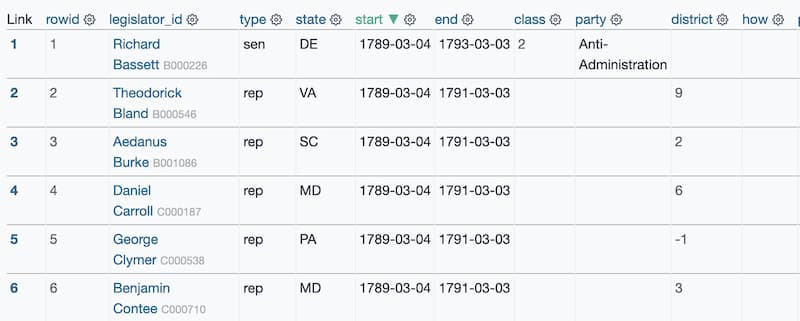 Link rowid legislator_id type state start ▼ end class party district how
1 1 Richard sen DE 1789-03-04 1793-03-03 2 Anti-
Bassett B000226 Administration
2 2 Theodorick rep VA 1789-03-04 1791-03-03 9
Bland B000546
3 3 Aedanus rep SC 1789-03-04 1791-03-03 2
Burke B001086
4 4 Daniel rep MD 1789-03-04 1791-03-03 6
Carroll C000187
5 5 George rep PA 1789-03-04 1791-03-03 -1
Clymer C000538
6 6 Benjamin rep MD 1789-03-04 1791-03-03 3
Contee C000710